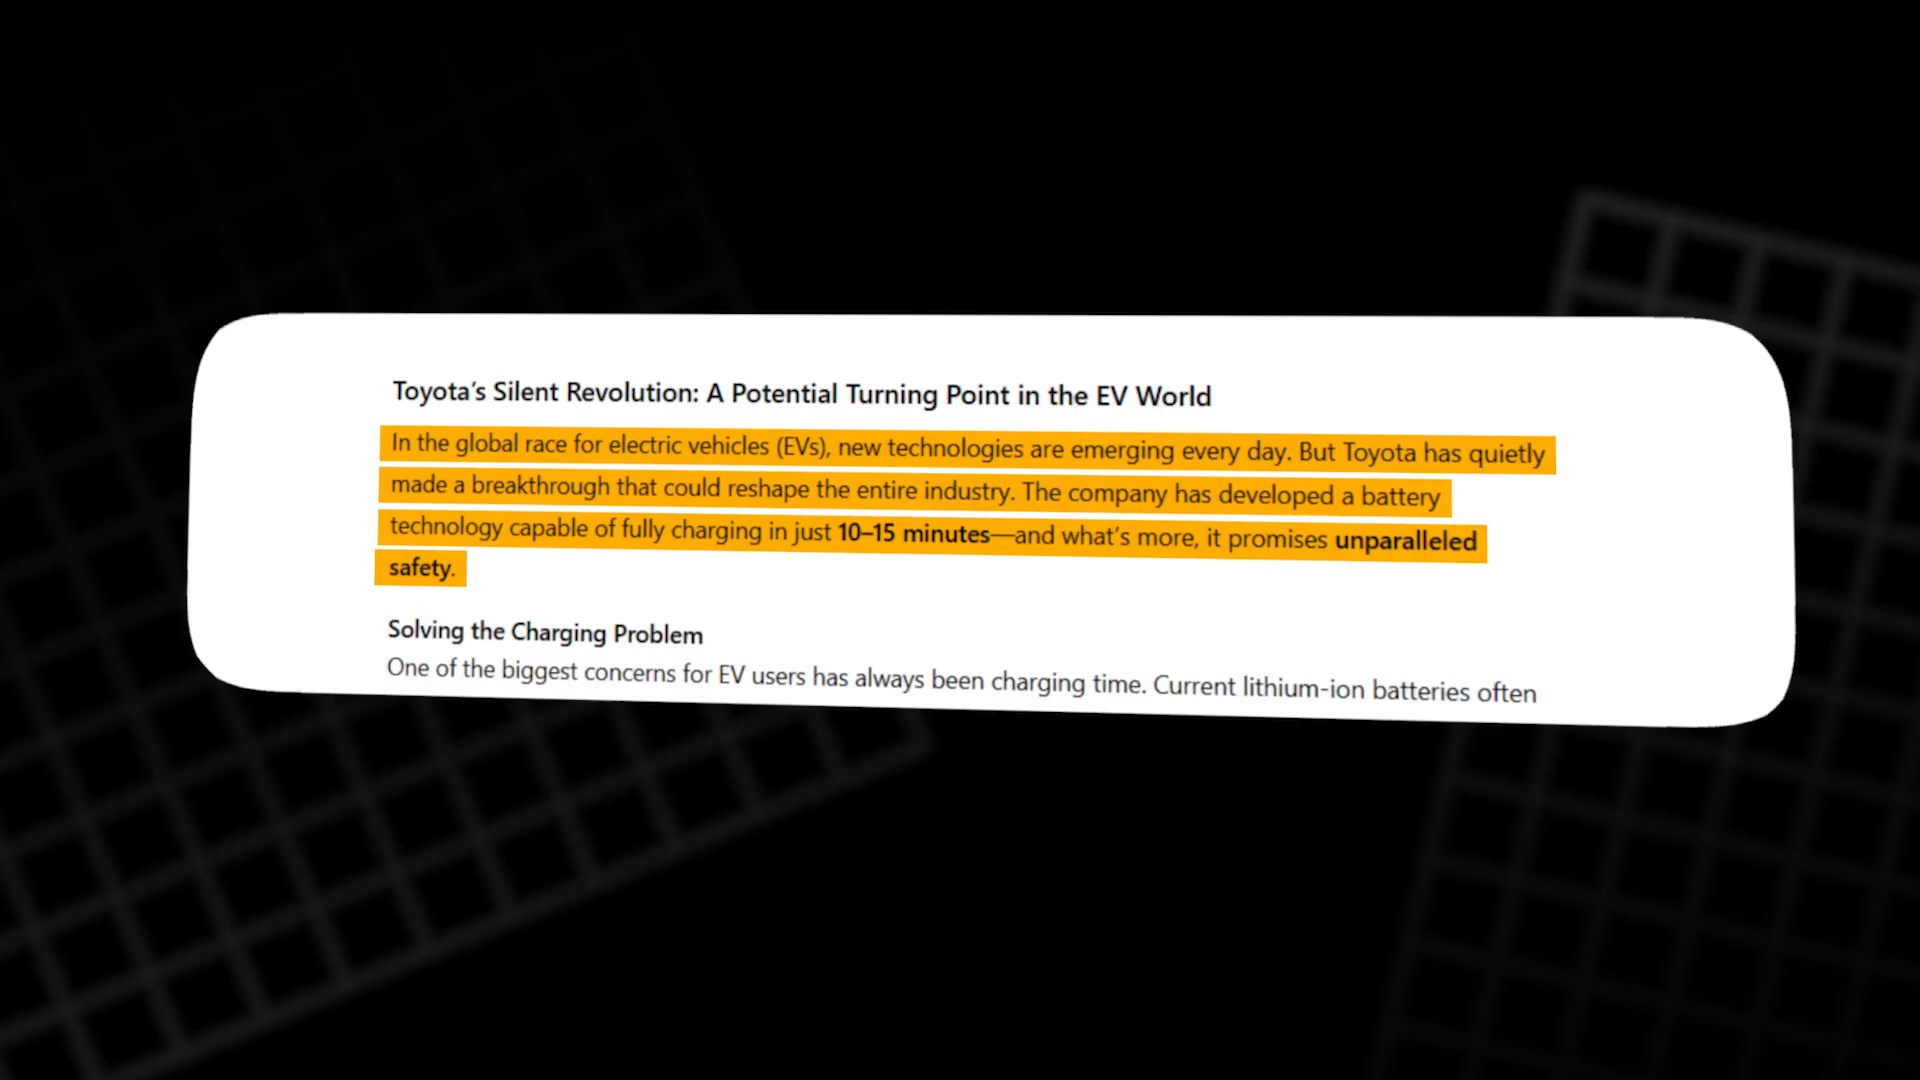 Toyota’s Silent Revolution: A Potential Turning Point in the EV World
In the global race for electric vehicles (EVs), new technologies are emerging every day. But Toyota has quietly
made a breakthrough that could reshape the entire industry. The company has developed a battery
technology capable of fully charging in just 10–15 minutes—and what’s more, it promises unparalleled
safety.
Solving the Charging Problem
One of the biggest concerns for EV users has always been charging time. Current lithium-ion batteries often